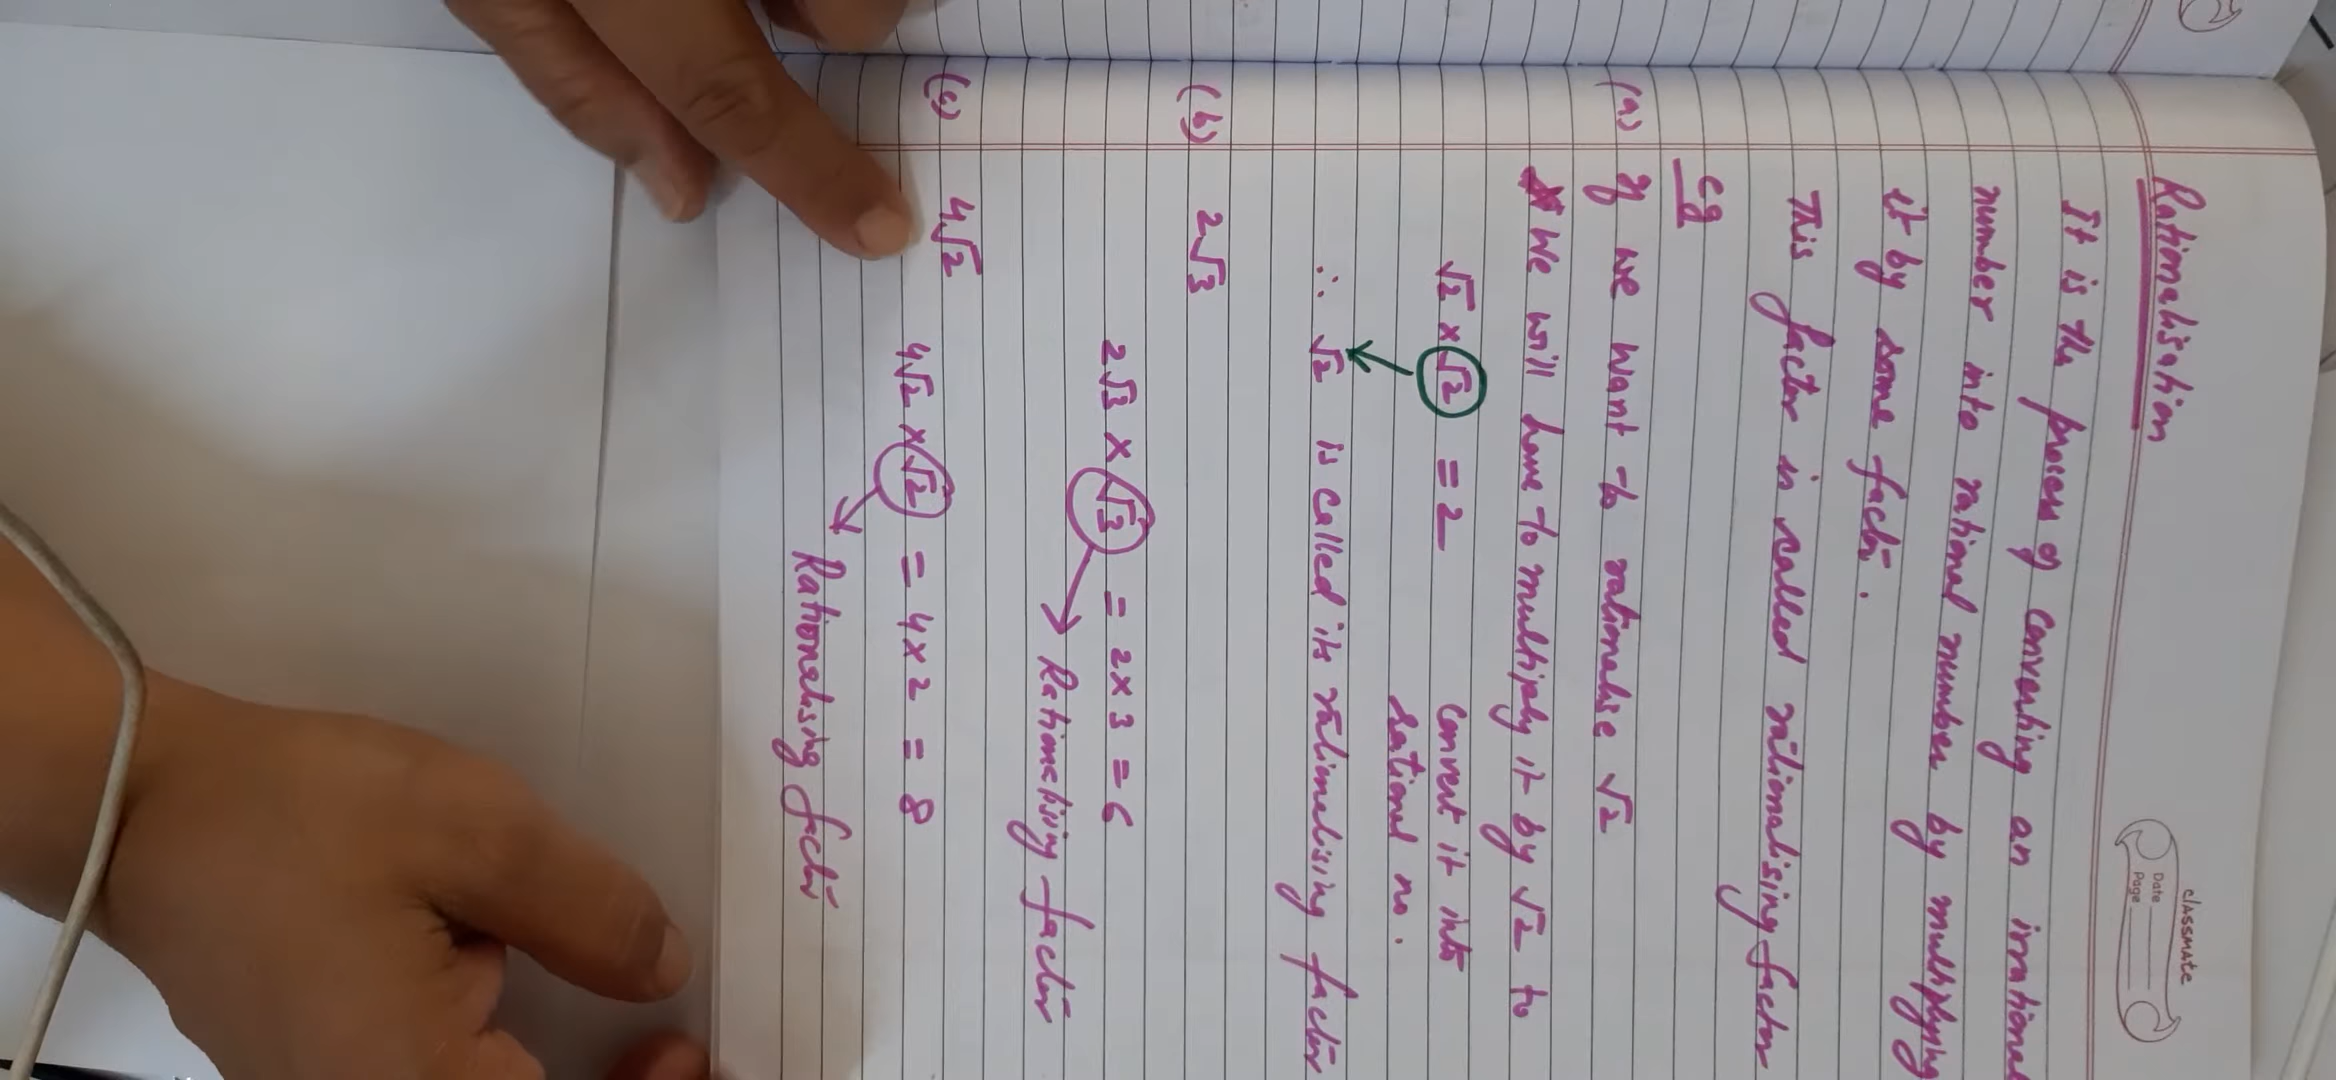 classmate
Date
Page
Rationalisation
It is the process of converting an irrational
number into rational number by multiplying
it by some factor.
This factor is called rationalising factor
eg
(a) If we want to rationalise √2
We will have to multiply it by √2 to
√2 × √2 = 2 convert it into
rational no.
∴ √2 is called its rationalising factor
(b) 2√3
2√3 × √3 = 2 × 3 = 6
Rationalising factor
(c) 4√2
4√2 × √2 = 4 × 2 = 8
Rationalising factor